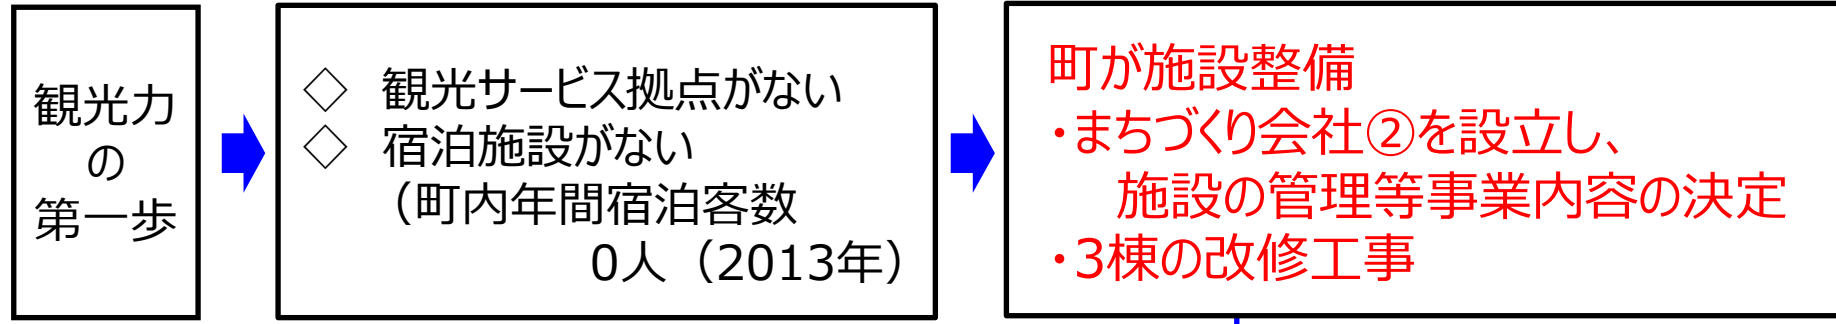 観光力
の
第一歩
◇ 観光サービス拠点がない
◇ 宿泊施設がない
（町内年間宿泊客数
0人（2013年）
町が施設整備
・まちづくり会社②を設立し、
施設の管理等事業内容の決定
・3棟の改修工事